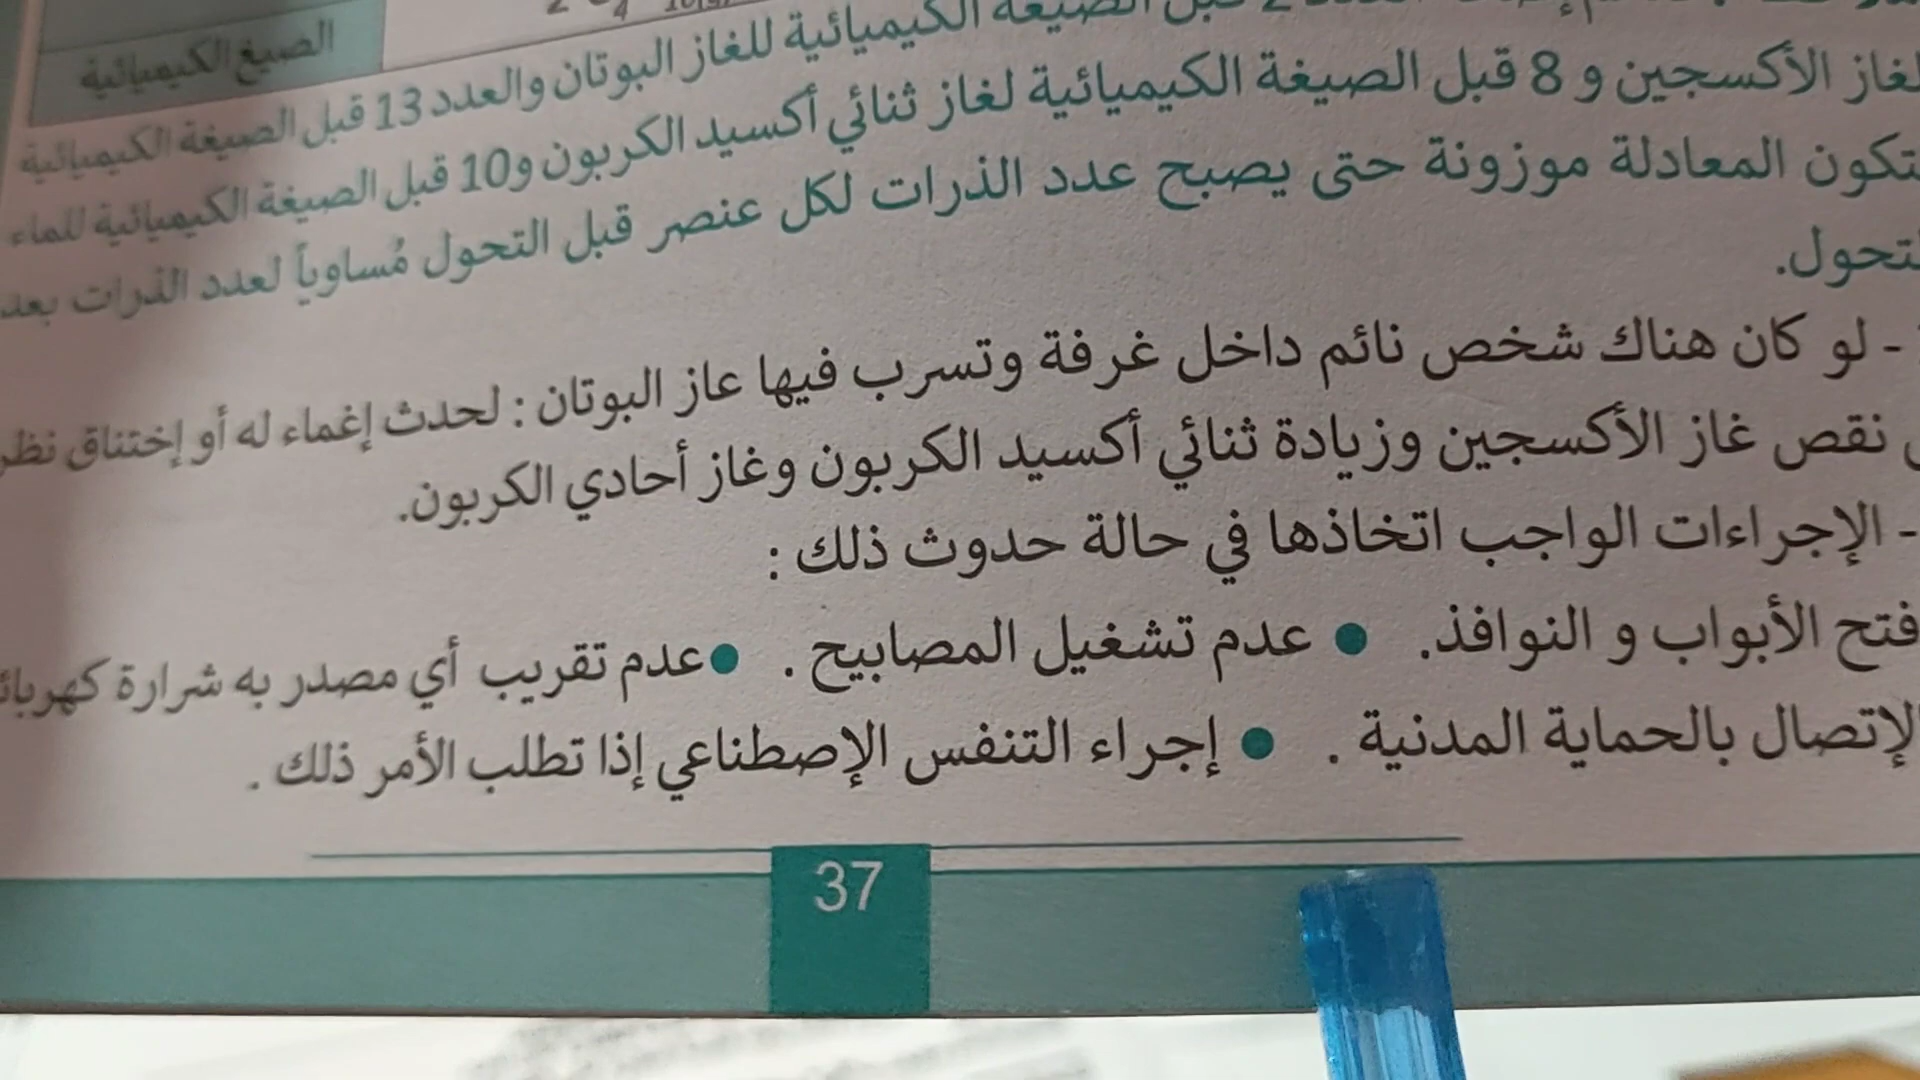 الصيغ الكيميائية
قبل الصيغة الكيميائية للغاز البوتان والعدد 13 قبل الصيغة الكيميائية
لغاز الأكسجين و 8 قبل الصيغة الكيميائية لغاز ثنائي أكسيد الكربون و10 قبل الصيغة الكيميائية للماء
المعادلة موزونة حتى يصبح عدد الذرات لكل عنصر قبل التحول مُساوياً لعدد الذرات بعد
- لو كان هناك شخص نائم داخل غرفة وتسرب فيها عاز البوتان : لحدث إغماء له أو إختناق
نقص غاز الأكسجين وزيادة ثنائي أكسيد الكربون وغاز أحادي الكربون.
- الإجراءات الواجب اتخاذها في حالة حدوث ذلك :
فتح الأبواب و النوافذ. ● عدم تشغيل المصابيح . ●عدم تقريب أي مصدر به شرارة
الإتصال بالحماية المدنية . ● إجراء التنفس الإصطناعي إذا تطلب الأمر ذلك .
37